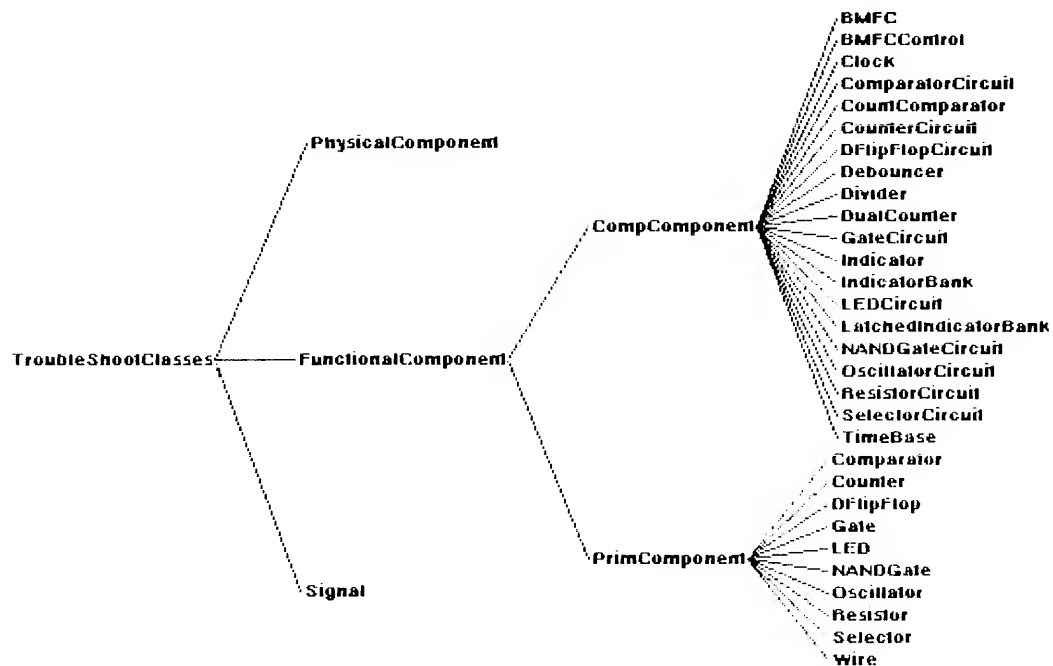 BMFC
BMFCControl
Clock
ComparatorCircuit
CountComparator
CounterCircuit
PhysicalComponent
DFlipFlopCircuit
Debouncer
Divider
DualCounter
CompComponent
GateCircuit
Indicator
IndicatorBank
LEDCircuit
LatchedIndicatorBank
NANDGateCircuit
TroubleShootClasses
FunctionalComponent
OscillatorCircuit
ResistorCircuit
SelectorCircuit
TimeBase
Comparator
Counter
DFlipFlop
Gate
LED
PrimComponent
NANDGate
Oscillator
Signal
Resistor
Selector
Wire